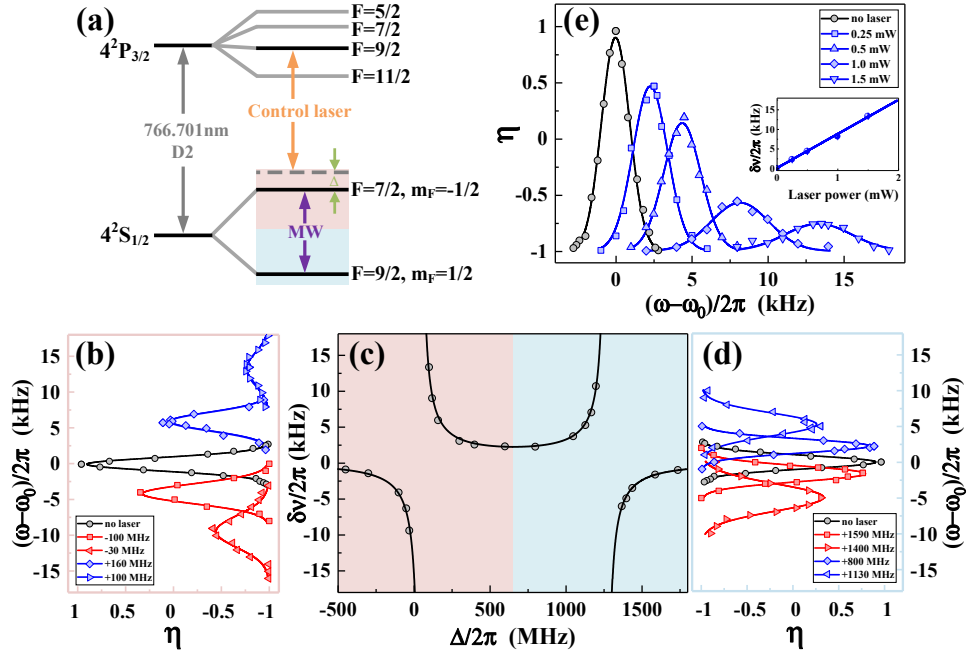 (a)
F=5/2
F=7/2
4²P₃/₂
F=9/2
F=11/2
Control laser
766.701nm
D2
Δ
F=7/2, m_F=-1/2
4²S₁/₂
MW
F=9/2, m_F=1/2
(e)
no laser
0.25 mW
0.5 mW
1.0 mW
1.5 mW
η
1
0.5
0
-0.5
-1
δν/2π (kHz)
15
10
5
0
0
1
2
Laser power (mW)
0
5
10
15
(ω−ω₀)/2π (kHz)
(b)
(ω−ω₀)/2π (kHz)
15
10
5
0
-5
-10
-15
no laser
-100 MHz
-30 MHz
+160 MHz
+100 MHz
1
0.5
0
-0.5
-1
η
(c)
δν/2π (kHz)
15
10
5
0
-5
-10
-15
-500
0
500
1000
1500
Δ/2π (MHz)
(d)
15
10
5
0
-5
-10
-15
(ω−ω₀)/2π (kHz)
no laser
+1590 MHz
+1400 MHz
+800 MHz
+1130 MHz
-1
-0.5
0
0.5
1
η